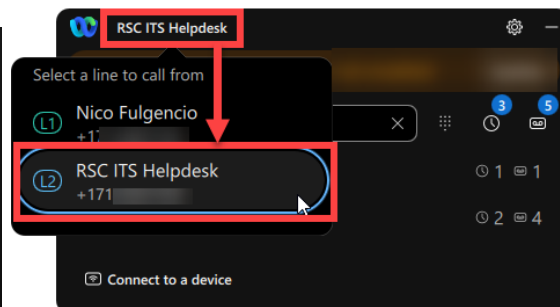 RSC ITS Helpdesk
Select a line to call from
L1 Nico Fulgencio
+17
3
5
L2 RSC ITS Helpdesk
+171
1 1
2 4
Connect to a device